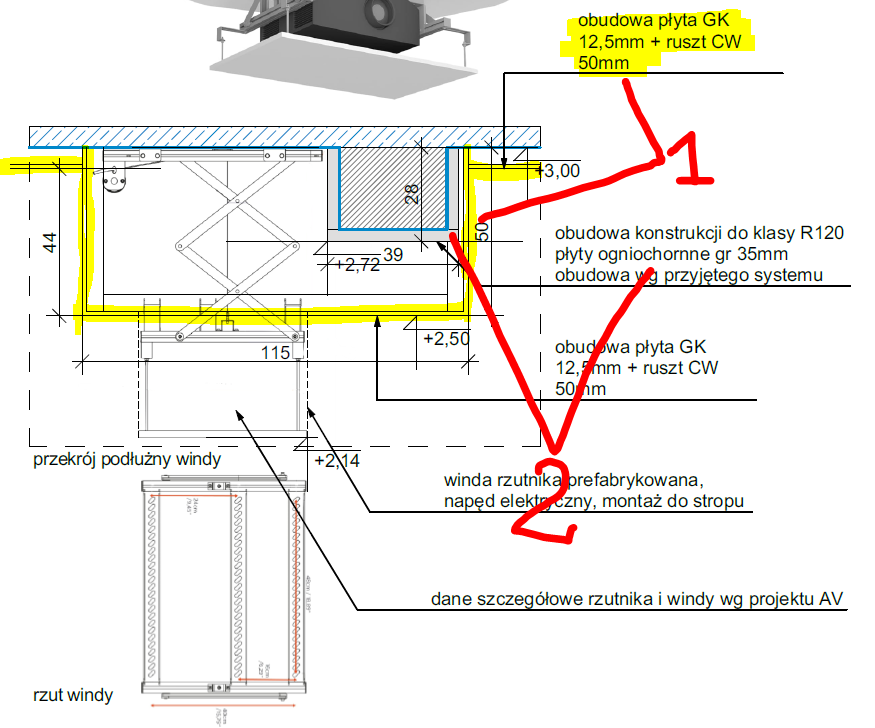 obudowa płyta GK
12,5mm + ruszt CW
50mm
1
+3,00
28
50
44
39
+2,72
obudowa konstrukcji do klasy R120
płyty ogniochornne gr 35mm
obudowa wg przyjętego systemu
+2,50
115
obudowa płyta GK
12,5mm + ruszt CW
50mm
przekrój podłużny windy
+2,14
winda rzutnika prefabrykowana,
napęd elektryczny, montaż do stropu
2
dane szczegółowe rzutnika i windy wg projektu AV
rzut windy